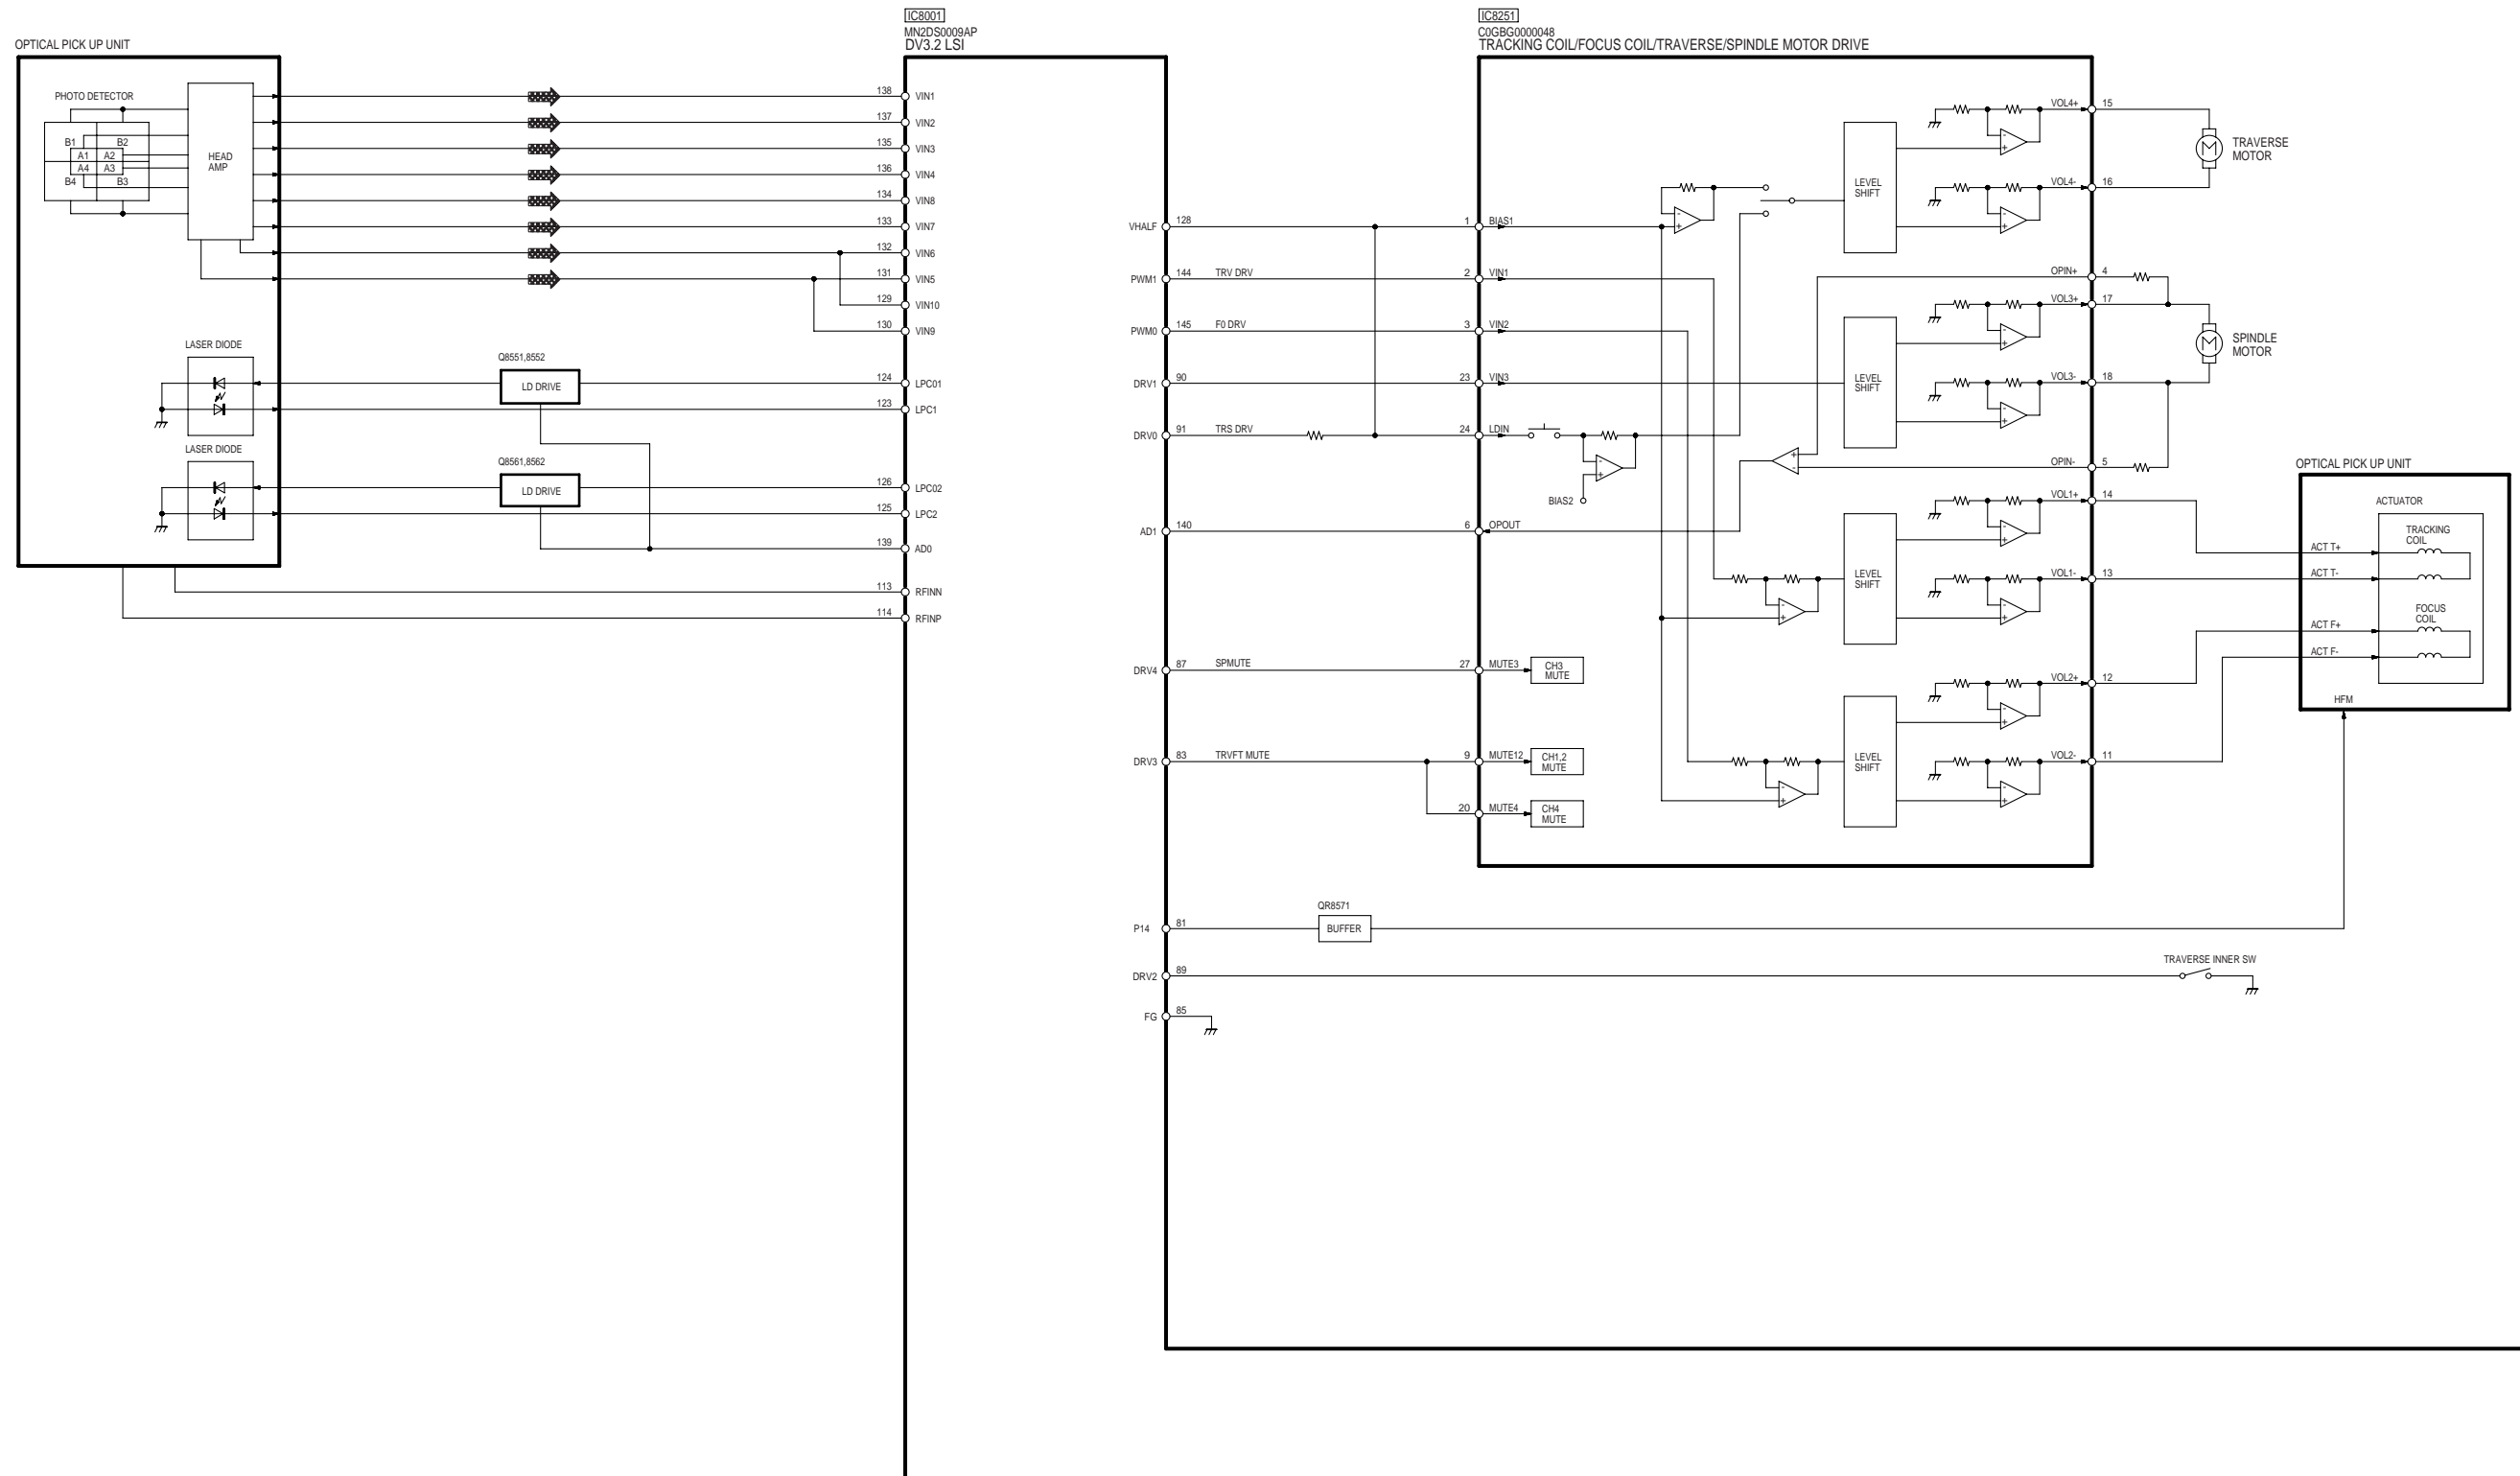 OPTICAL PICK UP UNIT
PHOTO DETECTOR
B1 B2
A1 A2
A4 A3
B4 B3
HEAD
AMP
LASER DIODE
LASER DIODE
Q8551,8552
LD DRIVE
Q8561,8562
LD DRIVE
IC8001
MN2DS0009AP
DV3.2 LSI
138 VIN1
137 VIN2
135 VIN3
136 VIN4
134 VIN8
133 VIN7
132 VIN6
131 VIN5
129 VIN10
130 VIN9
124 LPC01
123 LPC1
126 LPC02
125 LPC2
139 AD0
113 RFINN
114 RFINP
VHALF 128
PWM1 144 TRV DRV
PWM0 145 F0 DRV
DRV1 90
DRV0 91 TRS DRV
AD1 140
DRV4 87 SPMUTE
DRV3 83 TRVFT MUTE
P14 81
DRV2 89
FG 85
QR8571
BUFFER
IC8251
C0GBG0000048
TRACKING COIL/FOCUS COIL/TRAVERSE/SPINDLE MOTOR DRIVE
1 BIAS1
2 VIN1
3 VIN2
23 VIN3
24 LDIN
BIAS2
6 OPOUT
27 MUTE3
CH3
MUTE
9 MUTE12
CH1,2
MUTE
20 MUTE4
CH4
MUTE
LEVEL
SHIFT
LEVEL
SHIFT
LEVEL
SHIFT
LEVEL
SHIFT
VOL4+ 15
VOL4- 16
OPIN+ 4
VOL3+ 17
VOL3- 18
OPIN- 5
VOL1+ 14
VOL1- 13
VOL2+ 12
VOL2- 11
M
TRAVERSE
MOTOR
M
SPINDLE
MOTOR
OPTICAL PICK UP UNIT
ACTUATOR
TRACKING
COIL
ACT T+
ACT T-
FOCUS
COIL
ACT F+
ACT F-
HFM
TRAVERSE INNER SW